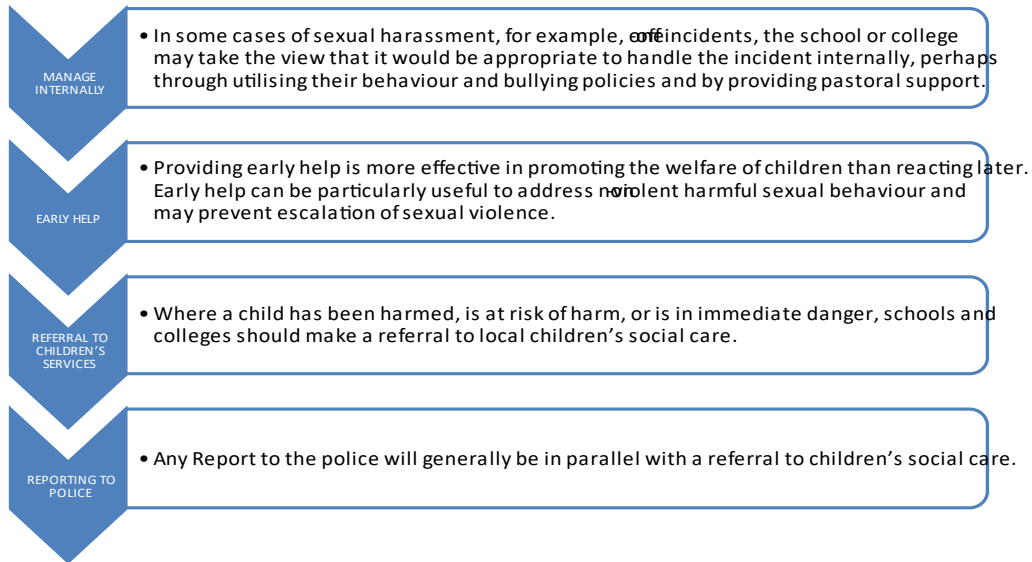 MANAGE
INTERNALLY
• In some cases of sexual harassment, for example, one-off incidents, the school or college
may take the view that it would be appropriate to handle the incident internally, perhaps
through utilising their behaviour and bullying policies and by providing pastoral support.
EARLY HELP
• Providing early help is more effective in promoting the welfare of children than reacting later.
Early help can be particularly useful to address non-violent harmful sexual behaviour and
may prevent escalation of sexual violence.
REFERRAL TO
CHILDREN’S
SERVICES
• Where a child has been harmed, is at risk of harm, or is in immediate danger, schools and
colleges should make a referral to local children’s social care.
REPORTING TO
POLICE
• Any Report to the police will generally be in parallel with a referral to children’s social care.